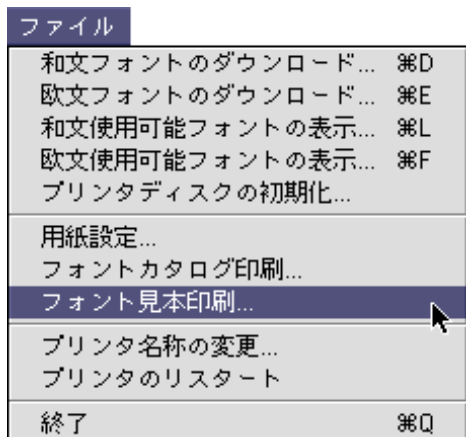 ファイル
和文フォントのダウンロード... ⌘D
欧文フォントのダウンロード... ⌘E
和文使用可能フォントの表示... ⌘L
欧文使用可能フォントの表示... ⌘F
プリンタディスクの初期化...
用紙設定...
フォントカタログ印刷...
フォント見本印刷...
プリンタ名称の変更...
プリンタのリスタート
終了 ⌘Q